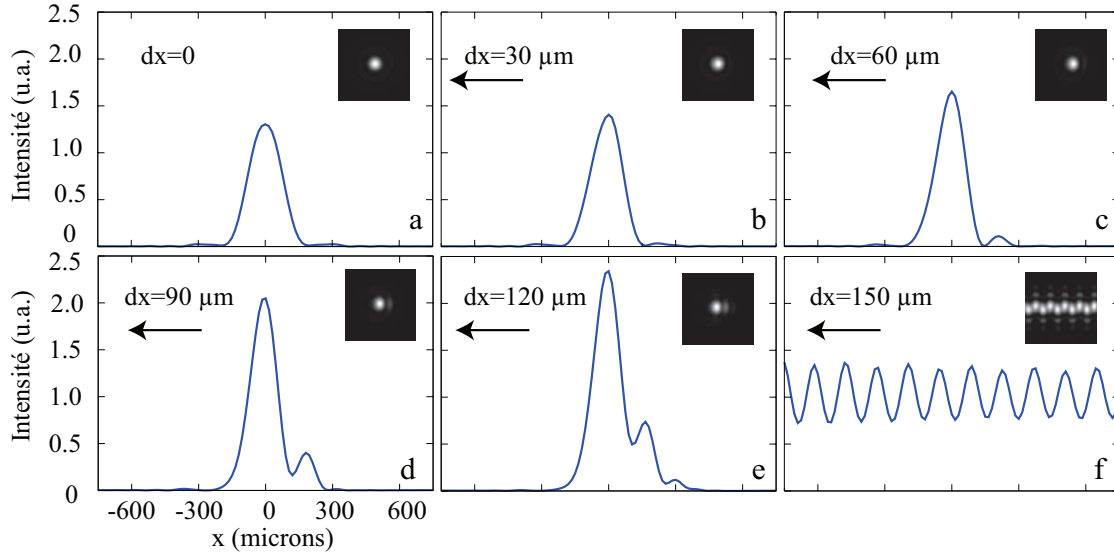 2.5
2.0
1.5
1.0
0.5
0
Intensité (u.a.)
dx=0
a
dx=30 µm
b
dx=60 µm
c
2.5
2.0
1.5
1.0
0.5
0
Intensité (u.a.)
dx=90 µm
d
dx=120 µm
e
dx=150 µm
f
-600 -300 0 300 600
x (microns)